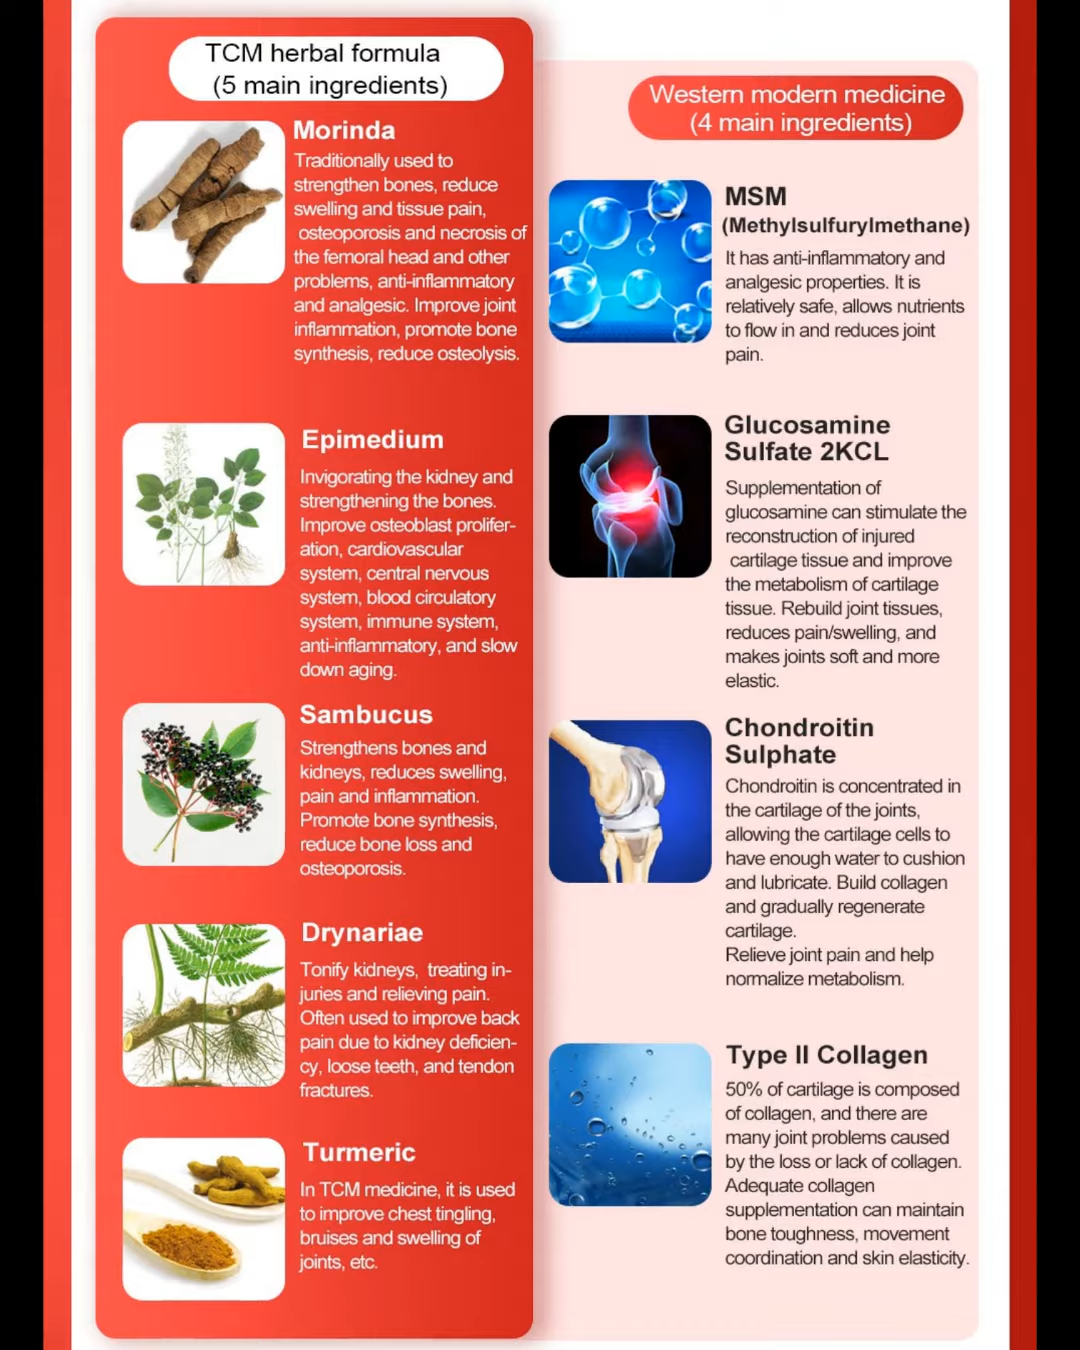 TCM herbal formula
(5 main ingredients)
Morinda
Traditionally used to
strengthen bones, reduce
swelling and tissue pain,
osteoporosis and necrosis of
the femoral head and other
problems, anti-inflammatory
and analgesic. Improve joint
inflammation, promote bone
synthesis, reduce osteolysis.
Epimedium
Invigorating the kidney and
strengthening the bones.
Improve osteoblast prolifer-
ation, cardiovascular
system, central nervous
system, blood circulatory
system, immune system,
anti-inflammatory, and slow
down aging.
Sambucus
Strengthens bones and
kidneys, reduces swelling,
pain and inflammation.
Promote bone synthesis,
reduce bone loss and
osteoporosis.
Drynariae
Tonify kidneys, treating in-
juries and relieving pain.
Often used to improve back
pain due to kidney deficien-
cy, loose teeth, and tendon
fractures.
Turmeric
In TCM medicine, it is used
to improve chest tingling,
bruises and swelling of
joints, etc.
Western modern medicine
(4 main ingredients)
MSM
(Methylsulfurylmethane)
It has anti-inflammatory and
analgesic properties. It is
relatively safe, allows nutrients
to flow in and reduces joint
pain.
Glucosamine
Sulfate 2KCL
Supplementation of
glucosamine can stimulate the
reconstruction of injured
cartilage tissue and improve
the metabolism of cartilage
tissue. Rebuild joint tissues,
reduces pain/swelling, and
makes joints soft and more
elastic.
Chondroitin
Sulphate
Chondroitin is concentrated in
the cartilage of the joints,
allowing the cartilage cells to
have enough water to cushion
and lubricate. Build collagen
and gradually regenerate
cartilage.
Relieve joint pain and help
normalize metabolism.
Type II Collagen
50% of cartilage is composed
of collagen, and there are
many joint problems caused
by the loss or lack of collagen.
Adequate collagen
supplementation can maintain
bone toughness, movement
coordination and skin elasticity.